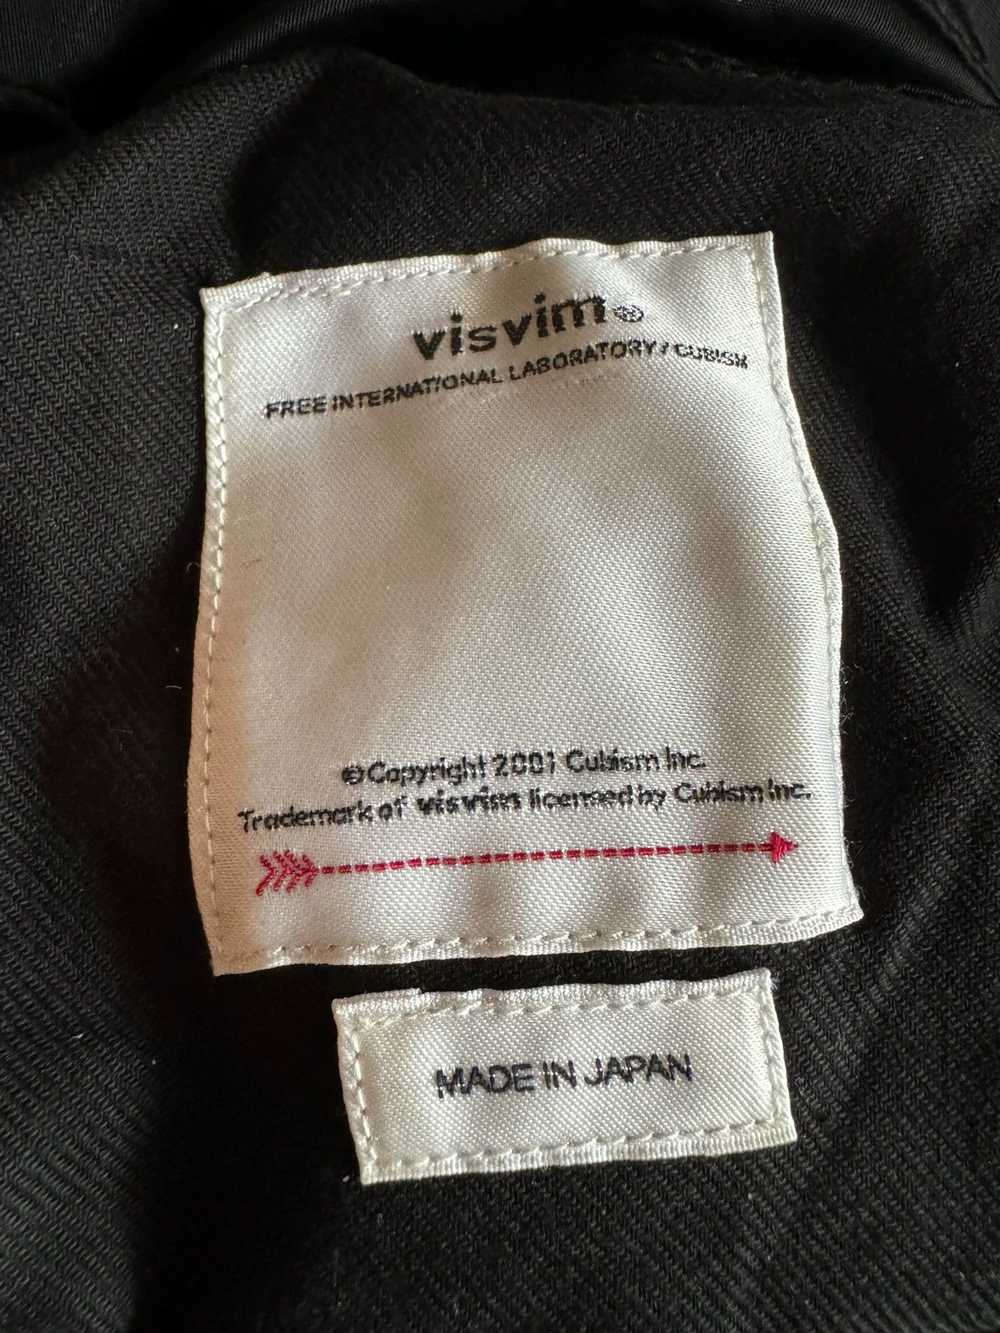 visvim®
FREE INTERNATIONAL LABORATORY / CUBISM
© Copyright 2001 Cubism Inc.
Trademark of visvim licensed by Cubism Inc.
MADE IN JAPAN